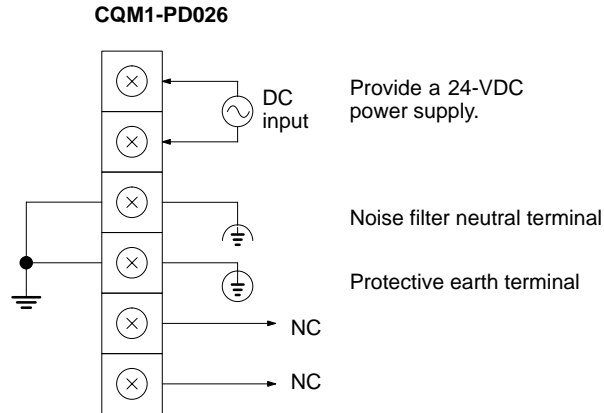 CQM1-PD026
DC
input
Provide a 24-VDC
power supply.
Noise filter neutral terminal
Protective earth terminal
NC
NC